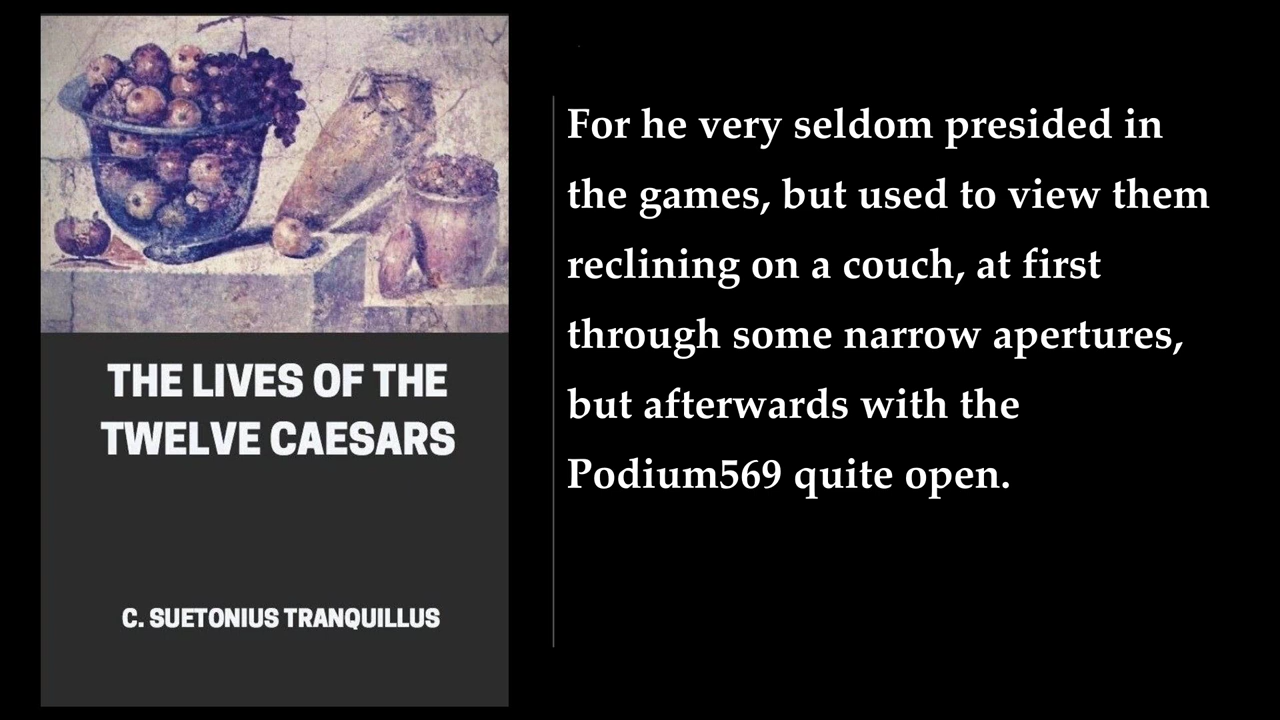 THE LIVES OF THE
TWELVE CAESARS
C. SUETONIUS TRANQUILLUS
For he very seldom presided in
the games, but used to view them
reclining on a couch, at first
through some narrow apertures,
but afterwards with the
Podium569 quite open.